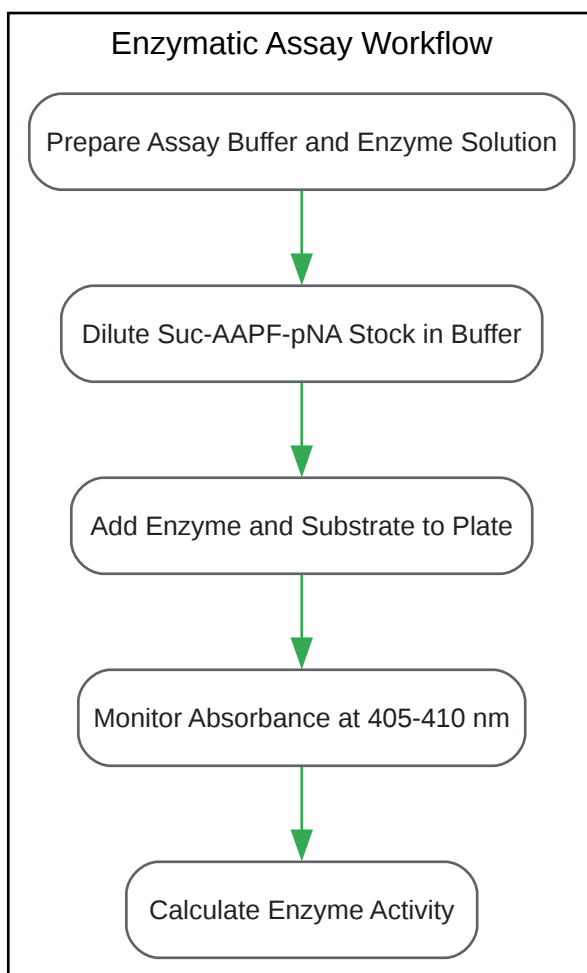 Enzymatic Assay Workflow
Prepare Assay Buffer and Enzyme Solution
Dilute Suc-AAPF-pNA Stock in Buffer
Add Enzyme and Substrate to Plate
Monitor Absorbance at 405-410 nm
Calculate Enzyme Activity